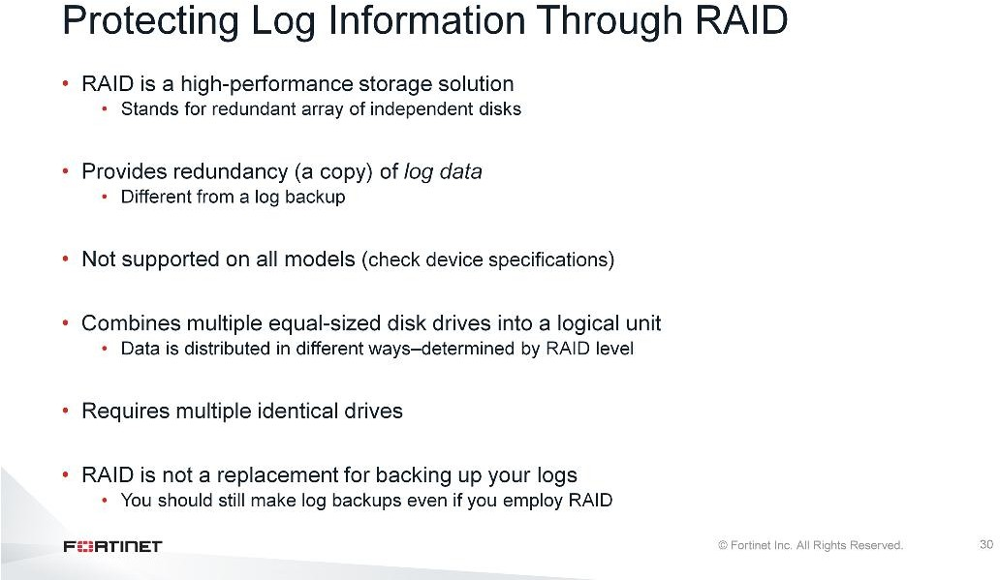 Protecting Log Information Through RAID
• RAID is a high-performance storage solution
• Stands for redundant array of independent disks
• Provides redundancy (a copy) of log data
• Different from a log backup
• Not supported on all models (check device specifications)
• Combines multiple equal-sized disk drives into a logical unit
• Data is distributed in different ways–determined by RAID level
• Requires multiple identical drives
• RAID is not a replacement for backing up your logs
• You should still make log backups even if you employ RAID
FORTINET
© Fortinet Inc. All Rights Reserved.
30